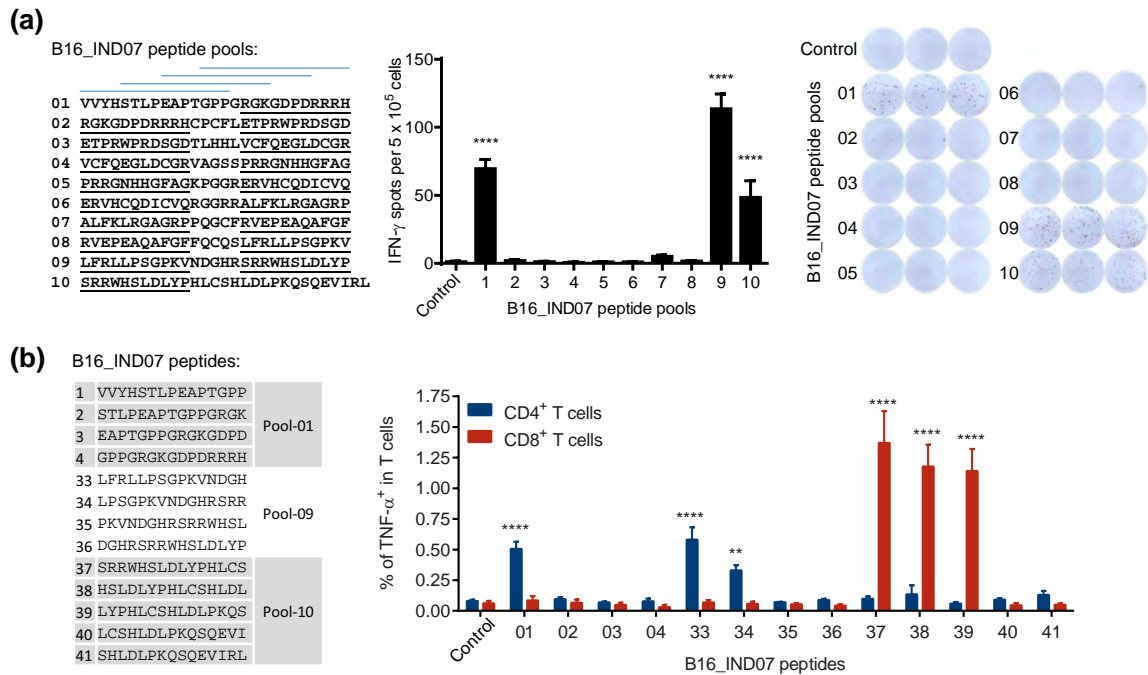 (a)
B16_IND07 peptide pools:
01 VVYHSTLPEAPTGPPGRGKGDPDRRRH
02 RGKGDPDRRRHCPCFLETPRWPRDSGD
03 ETPRWPRDSGDTLHHLVCFQEGLDCGR
04 VCFQEGLDCGRVAGSSPRRGNHHGFAG
05 PRRGNHHGFAGKPGGRERVHCQDICVQ
06 ERVHCQDICVQRGGRRALFKLRGAGRP
07 ALFKLRGAGRPPQGCFRVEPEAQAFGF
08 RVEPEAQAFGFFQCQSLFRLLPSGPKV
09 LFRLLPSGPKVNDGHRSRRWHSLDLYP
10 SRRWHSLDLYPHLCSHLDLPKQSQEVIRL
IFN-γ spots per 5 x 10⁵ cells
150
100
50
0
****
****
****
Control 1 2 3 4 5 6 7 8 9 10
B16_IND07 peptide pools
B16_IND07 peptide pools
Control
01
02
03
04
05
06
07
08
09
10
(b)
B16_IND07 peptides:
1 VVYHSTLPEAPTGPP
2 STLPEAPTGPPGRGK
3 EAPTGPPGRGKGDPD
4 GPPGRGKGDPDRRRH
Pool-01
33 LFRLLPSGPKVNDGH
34 LPSGPKVNDGHRSRR
35 PKVNDGHRSRRWHSL
36 DGHRSRRWHSLDLYP
Pool-09
37 SRRWHSLDLYPHLCS
38 HSLDLYPHLCSHLDL
39 LYPHLCSHLDLPKQS
40 LCSHLDLPKQSQEVI
41 SHLDLPKQSQEVIRL
Pool-10
% of TNF-α⁺ in T cells
1.75
1.50
1.25
1.00
0.75
0.50
0.25
0.00
CD4⁺ T cells
CD8⁺ T cells
****
****
**
****
****
****
Control 01 02 03 04 33 34 35 36 37 38 39 40 41
B16_IND07 peptides